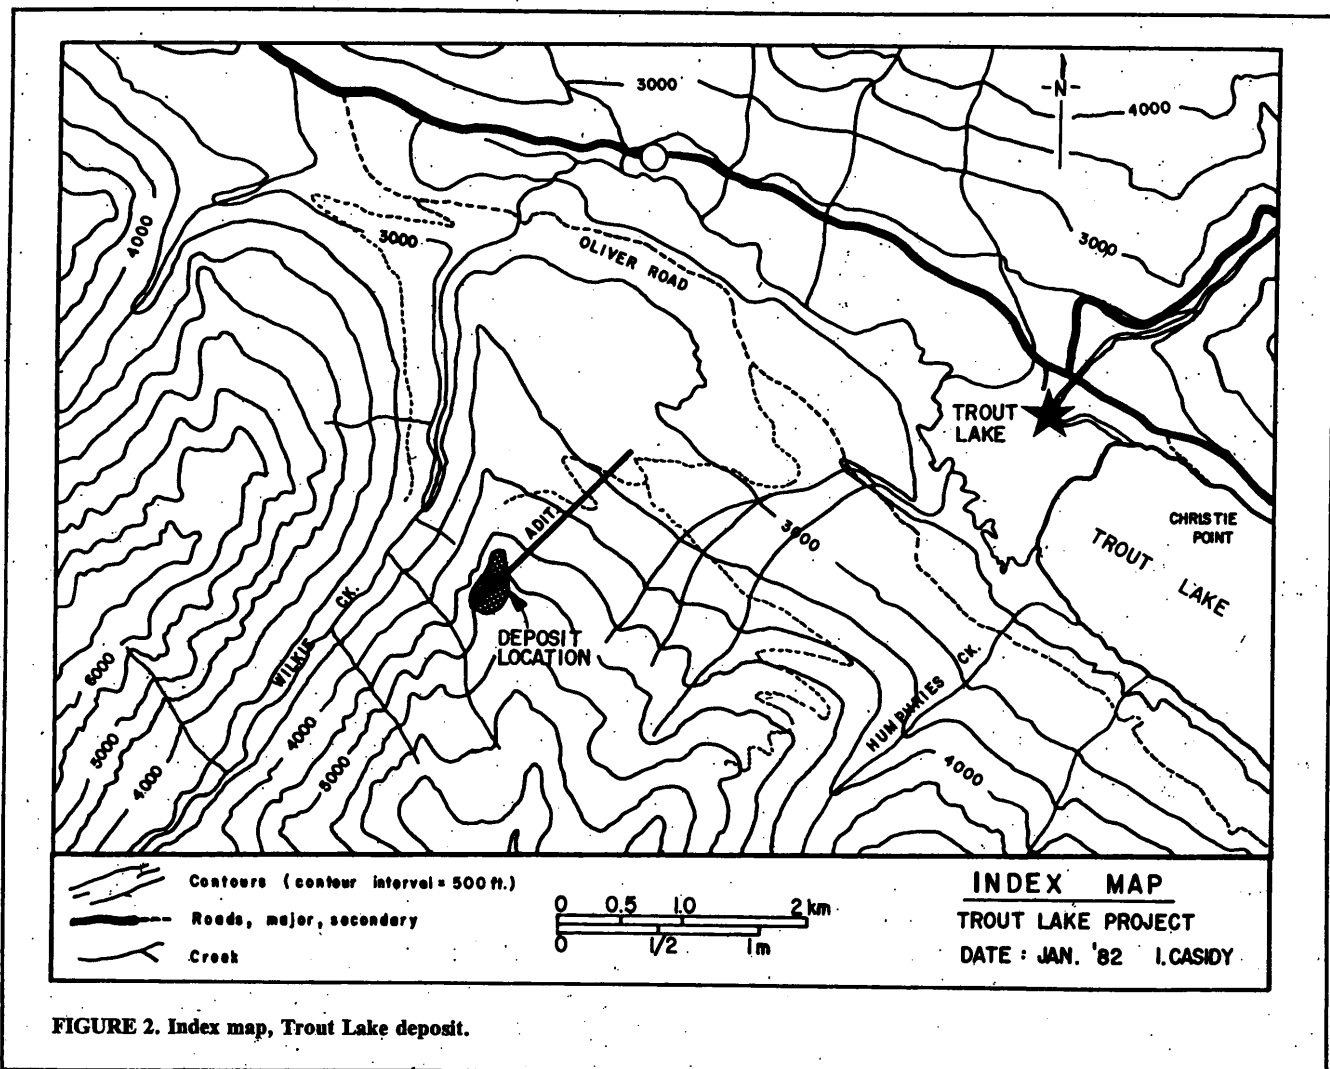 3000
-N-
4000
4000
3000
3000
OLIVER ROAD
TROUT
LAKE
CHRISTIE
POINT
TROUT LAKE
3000
ADIT.
DEPOSIT
LOCATION
WILKIE CK.
HUMPHRIES CK.
6000
5000
4000
4000
5000
4000
Contours (contour interval = 500 ft.)
Roads, major, secondary
Creek
0 0.5 1.0 2 km
0 1/2 1m
INDEX MAP
TROUT LAKE PROJECT
DATE : JAN. '82 I. CASIDY
FIGURE 2. Index map, Trout Lake deposit.